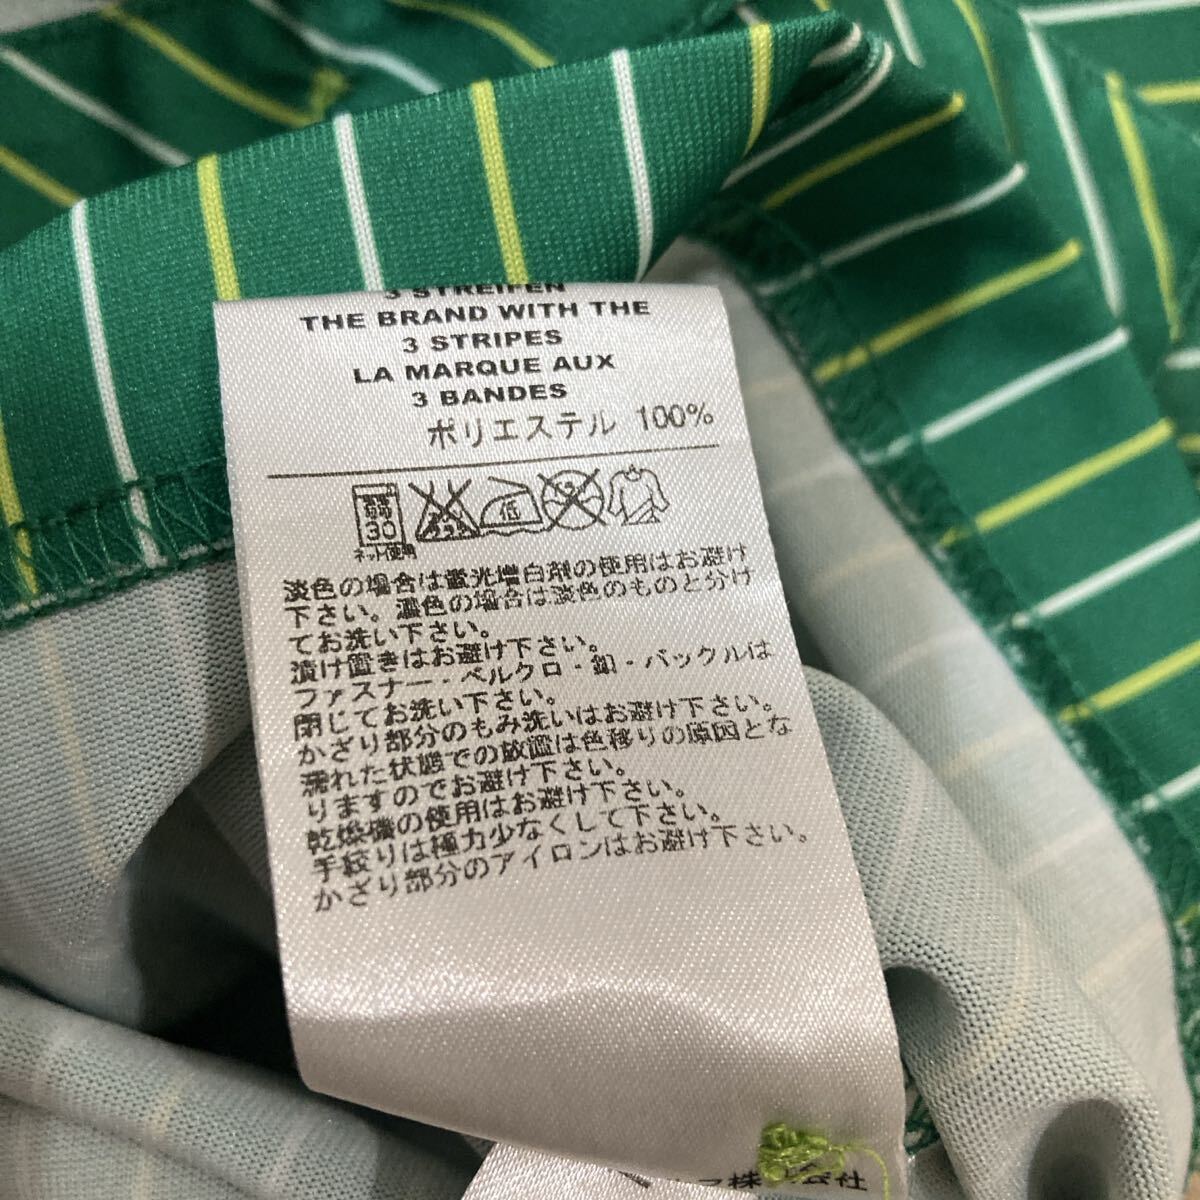 3 STREIFEN
THE BRAND WITH THE
3 STRIPES
LA MARQUE AUX
3 BANDES
ポリエステル 100%
30
低
ネット使用
淡色の場合は蛍光増白剤の使用はお避け
下さい。濃色の場合は淡色のものと分け
てお洗い下さい。
漬け置きはお避け下さい。
ファスナー・ベルクロ・釦・バックルは
閉じてお洗い下さい。
かざり部分のもみ洗いはお避け下さい。
濡れた状態での放置は色移りの原因とな
りますのでお避け下さい。
乾燥機の使用はお避け下さい。
手絞りは極力少なくして下さい。
かざり部分のアイロンはお避け下さい。
株式会社